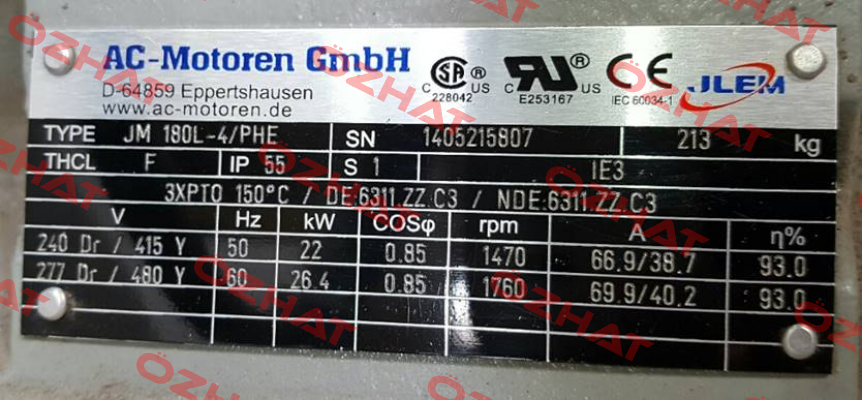 AC-Motoren GmbH
D-64859 Eppertshausen
www.ac-motoren.de
CSA® C US 228042
C RU® US E253167
CE IEC 60034-1
JLEM
TYPE JM 180L-4/PHE SN 1405215807 213 kg
THCL F IP 55 S 1 IE3
3XPTO 150°C / DE:6311.ZZ.C3 / NDE:6311.ZZ.C3
V Hz kW COSφ rpm A η%
240 Dr / 415 Y 50 22 0.85 1470 66.9/38.7 93.0
277 Dr / 480 Y 60 26.4 0.85 1760 69.9/40.2 93.0
ÖZHAT